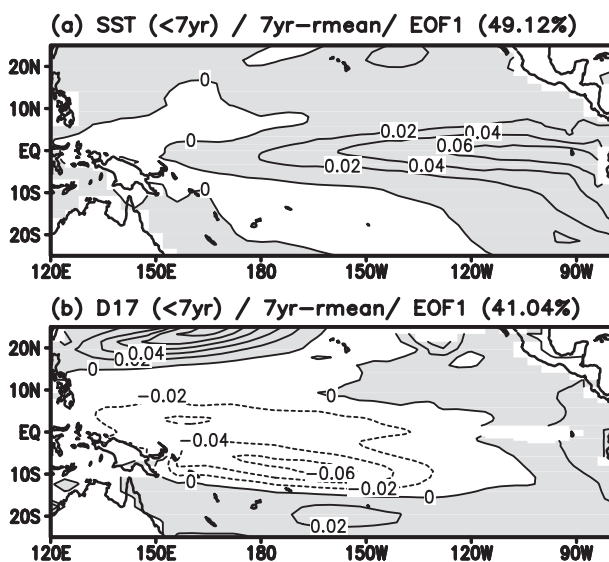 (a) SST (<7yr) / 7yr-rmean/ EOF1 (49.12%)
20N
0
10N
0.02 0.04
0
EQ
0.06
0.02 0.04
10S
0
20S
120E 150E 180 150W 120W 90W
(b) D17 (<7yr) / 7yr-rmean/ EOF1 (41.04%)
20N
0.04
0.02
0
10N
-0.02
0
EQ
-0.04
10S
-0.06
0
-0.02
0
20S
0.02
120E 150E 180 150W 120W 90W